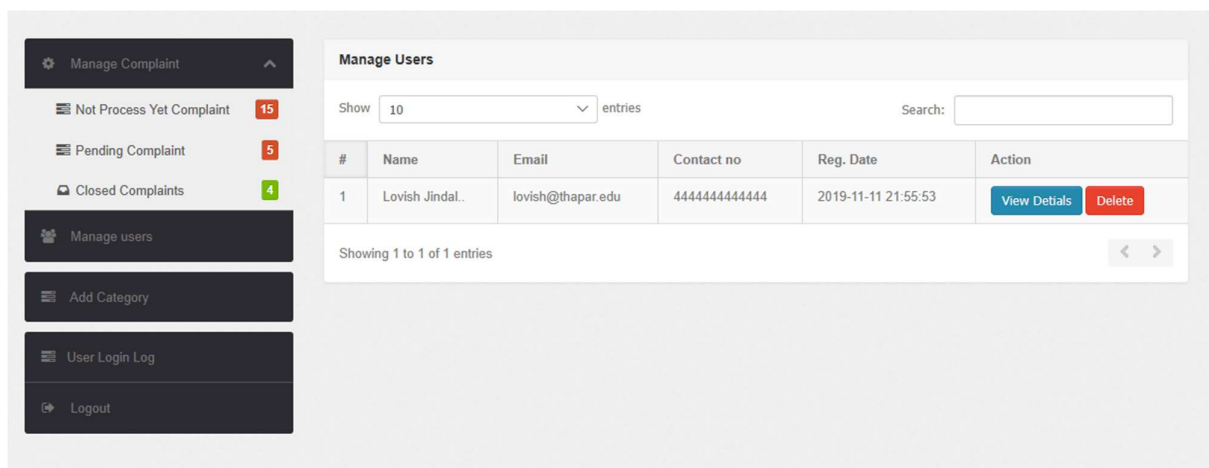 Manage Complaint
Not Process Yet Complaint 15
Pending Complaint 5
Closed Complaints 4
Manage users
Add Category
User Login Log
Logout
Manage Users
Show 10 entries Search:
# Name Email Contact no Reg. Date Action
1 Lovish Jindal.. lovish@thapar.edu 4444444444444 2019-11-11 21:55:53 View Detials Delete
Showing 1 to 1 of 1 entries